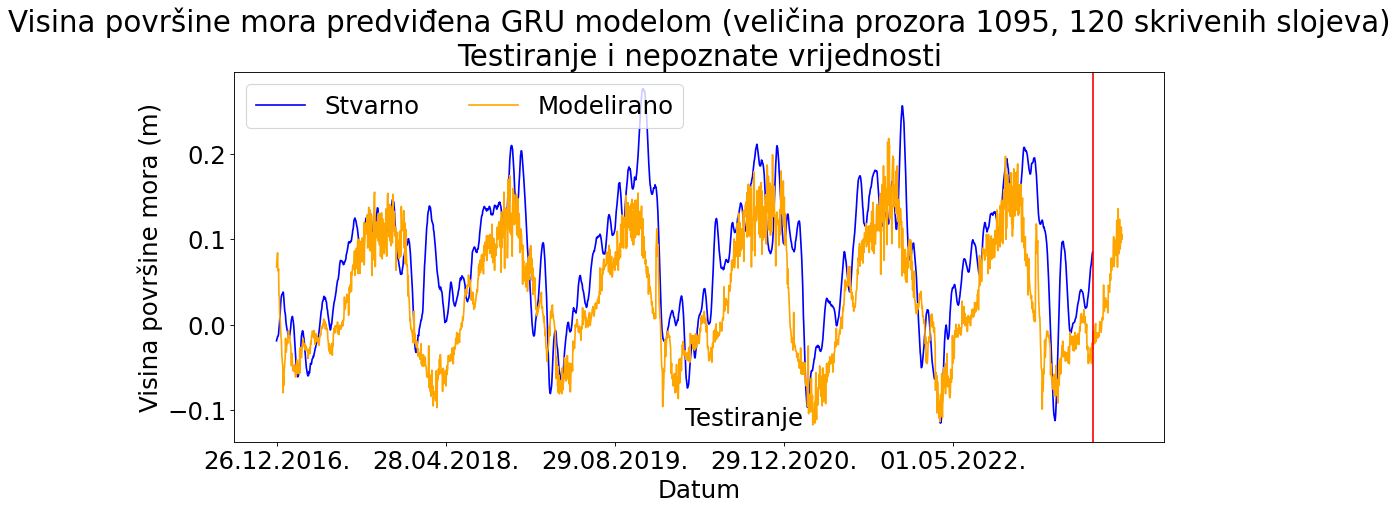 Visina površine mora predviđena GRU modelom (veličina prozora 1095, 120 skrivenih slojeva)
Testiranje i nepoznate vrijednosti
Stvarno
Modelirano
Visina površine mora (m)
0.2
0.1
0.0
−0.1
Testiranje
26.12.2016.
28.04.2018.
29.08.2019.
29.12.2020.
01.05.2022.
Datum